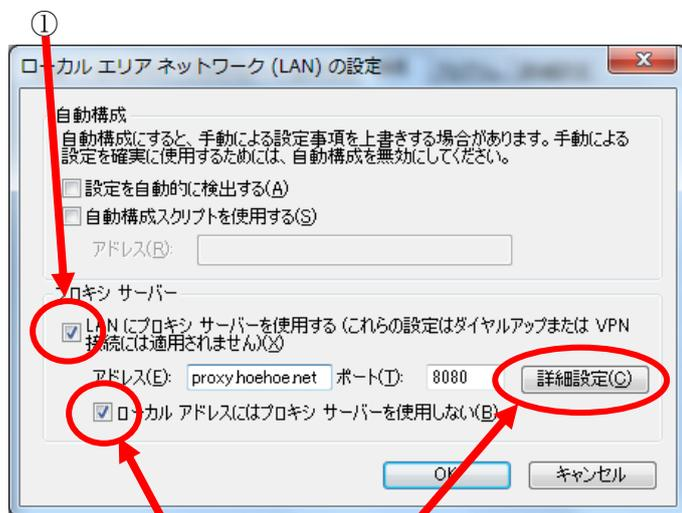 ①
ローカル エリア ネットワーク (LAN) の設定
自動構成
自動構成にすると、手動による設定事項を上書きする場合があります。手動による
設定を確実に使用するためには、自動構成を無効にしてください。
設定を自動的に検出する(A)
自動構成スクリプトを使用する(S)
アドレス(R):
プロキシ サーバー
LAN にプロキシ サーバーを使用する (これらの設定はダイヤルアップまたは VPN
接続には適用されません)(X)
アドレス(E): proxy.hoehoe.net ポート(T): 8080 詳細設定(C)
ローカル アドレスにはプロキシ サーバーを使用しない(B)
OK キャンセル